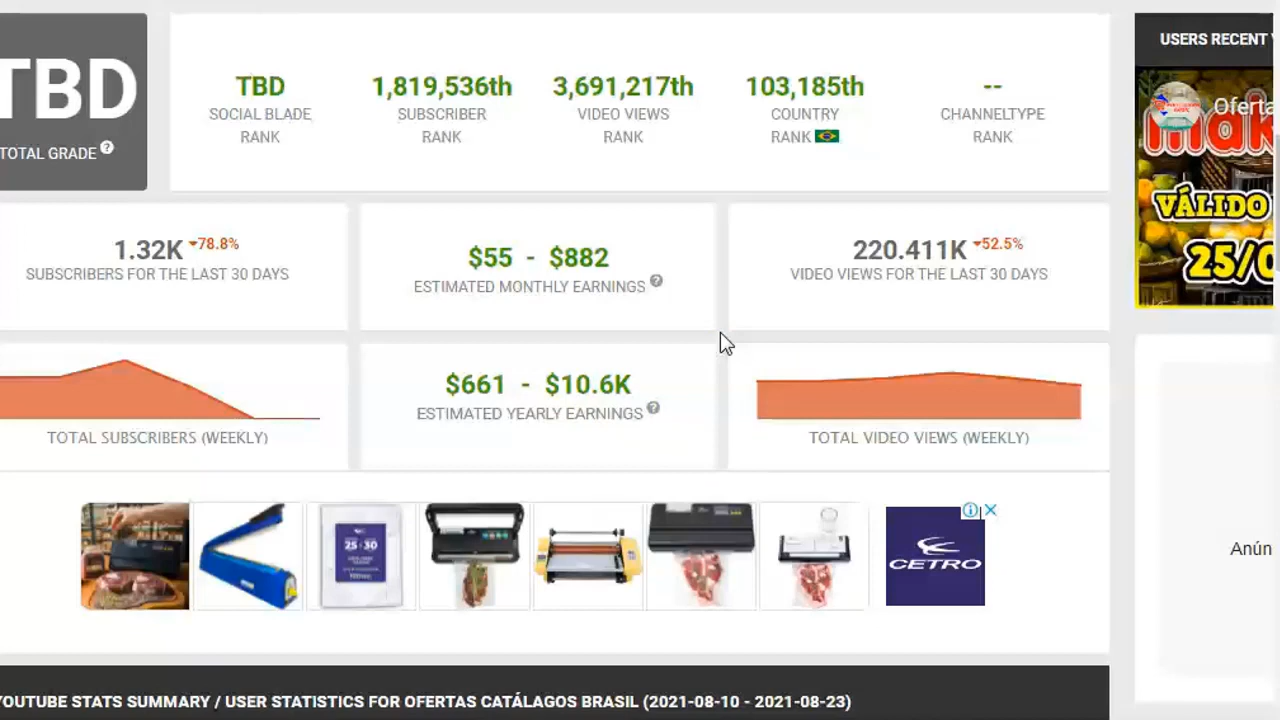 TBD
TOTAL GRADE
TBD
SOCIAL BLADE
RANK
1,819,536th
SUBSCRIBER
RANK
3,691,217th
VIDEO VIEWS
RANK
103,185th
COUNTRY
RANK
--
CHANNELTYPE
RANK
1.32K 78.8%
SUBSCRIBERS FOR THE LAST 30 DAYS
$55 - $882
ESTIMATED MONTHLY EARNINGS
220.411K 52.5%
VIDEO VIEWS FOR THE LAST 30 DAYS
TOTAL SUBSCRIBERS (WEEKLY)
$661 - $10.6K
ESTIMATED YEARLY EARNINGS
TOTAL VIDEO VIEWS (WEEKLY)
25 30
CETRO
YOUTUBE STATS SUMMARY / USER STATISTICS FOR OFERTAS CATÁLAGOS BRASIL (2021-08-10 - 2021-08-23)
USERS RECENT
Oferta
mak
VÁLIDO
25/0
Anún